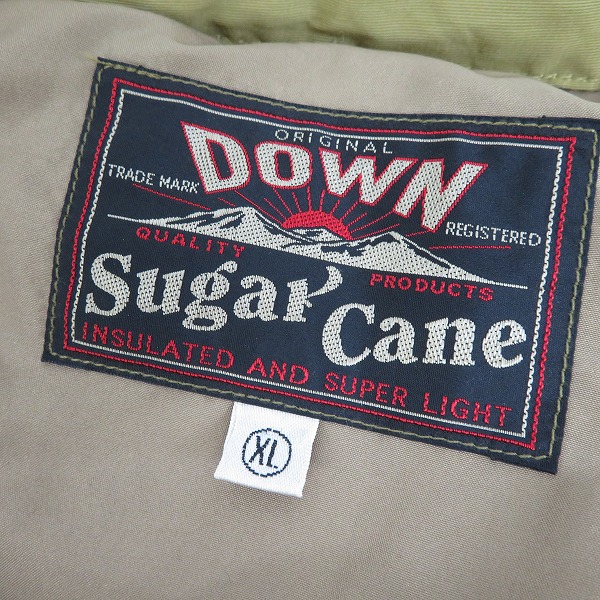 ORIGINAL
DOWN
TRADE MARK
REGISTERED
QUALITY
PRODUCTS
Sugar Cane
INSULATED AND SUPER LIGHT
XL